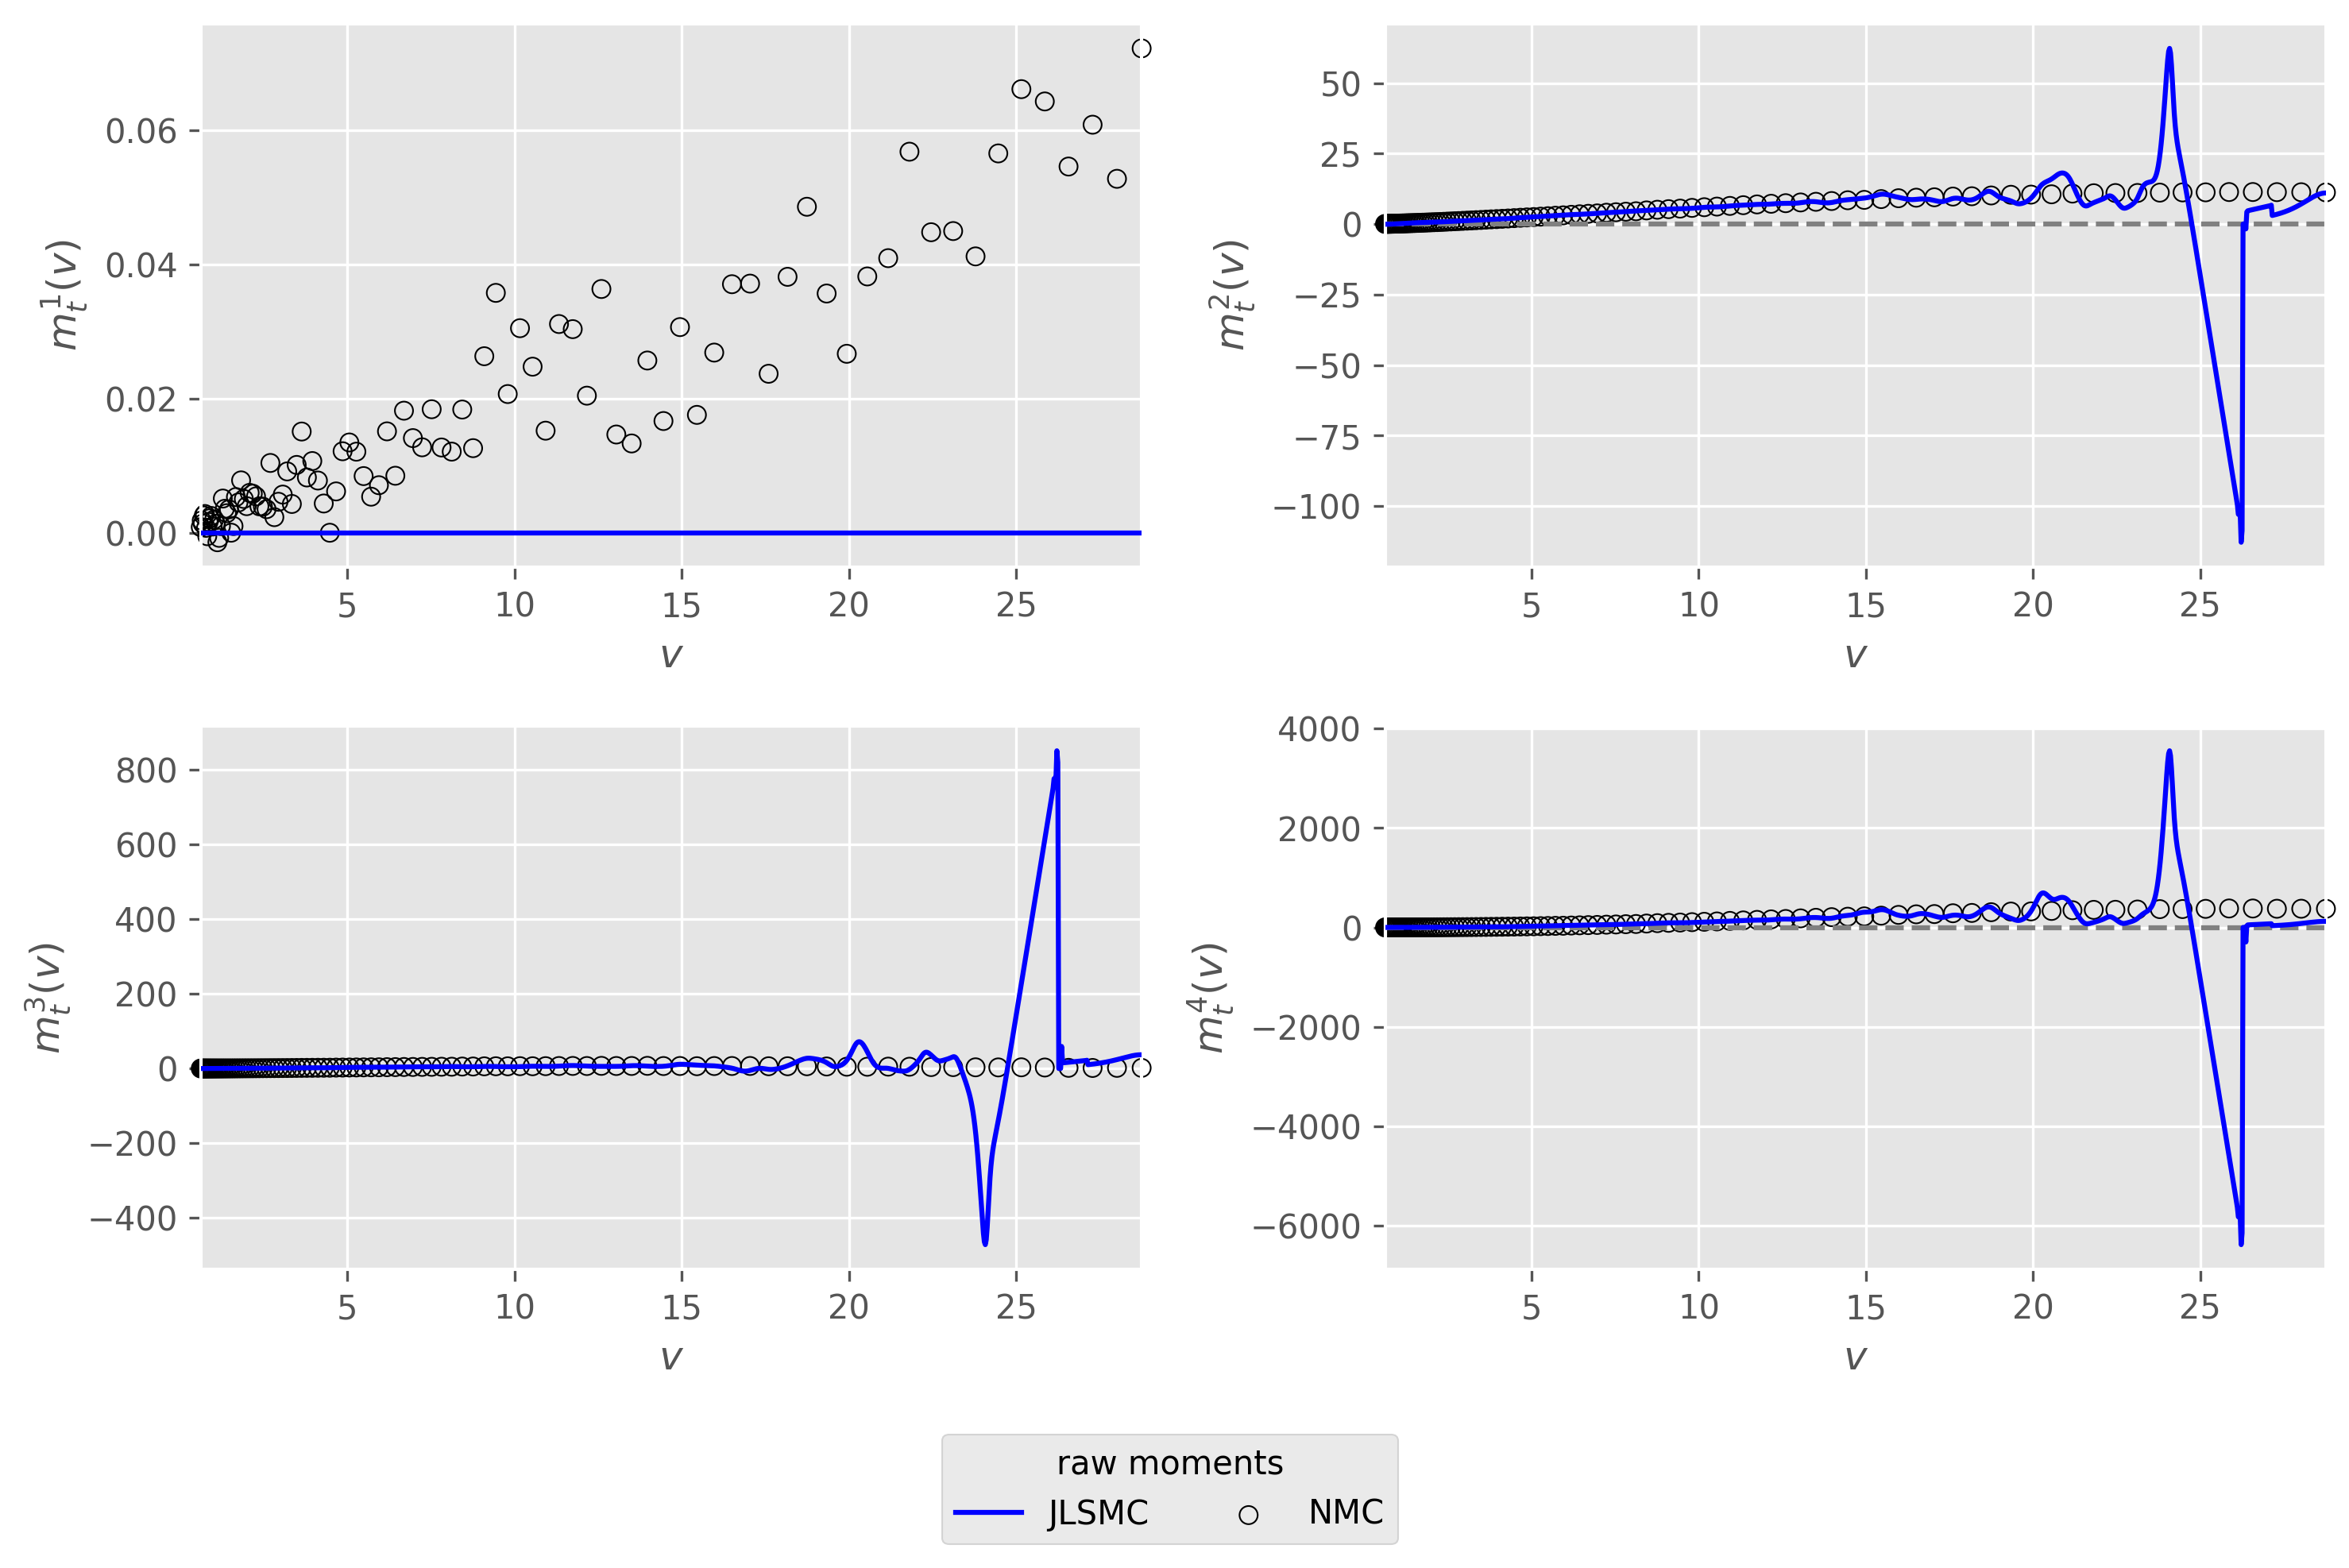 m_t^1(v)
0.06
0.04
0.02
0.00
5 10 15 20 25
v
m_t^2(v)
50
25
0
−25
−50
−75
−100
5 10 15 20 25
v
m_t^3(v)
800
600
400
200
0
−200
−400
5 10 15 20 25
v
m_t^4(v)
4000
2000
0
−2000
−4000
−6000
5 10 15 20 25
v
raw moments
JLSMC NMC